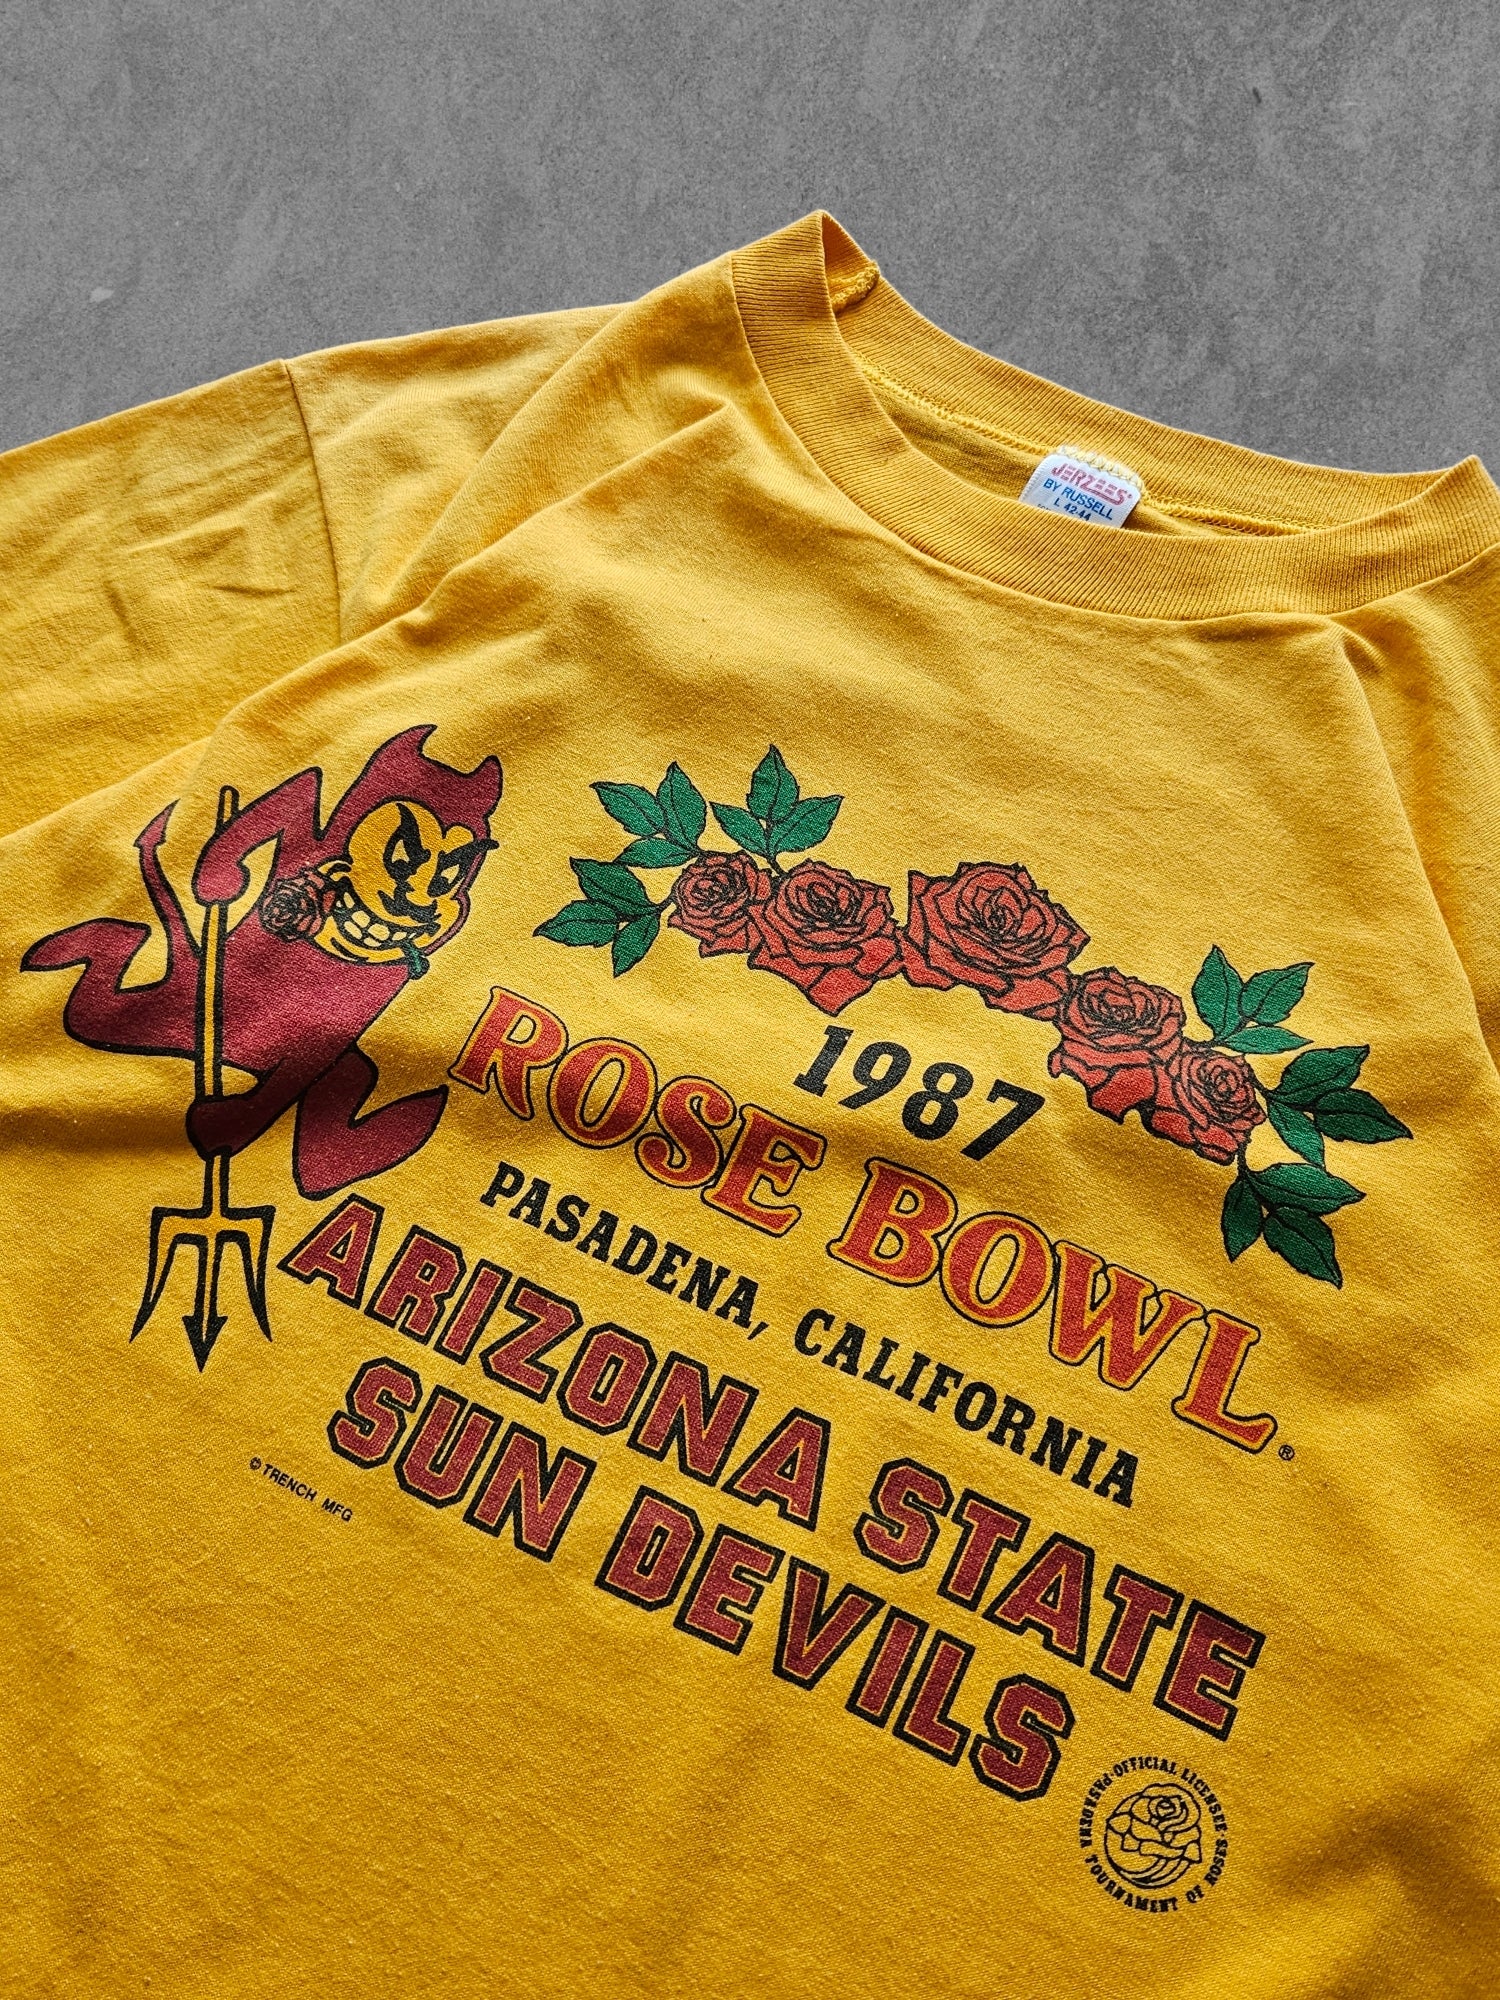 JERZEES
BY RUSSELL
L 42-44
1987
ROSE BOWL®
PASADENA, CALIFORNIA
ARIZONA STATE
SUN DEVILS
© TRENCH MFG
PASADENA TOURNAMENT OF ROSES · OFFICIAL LICENSEE ·